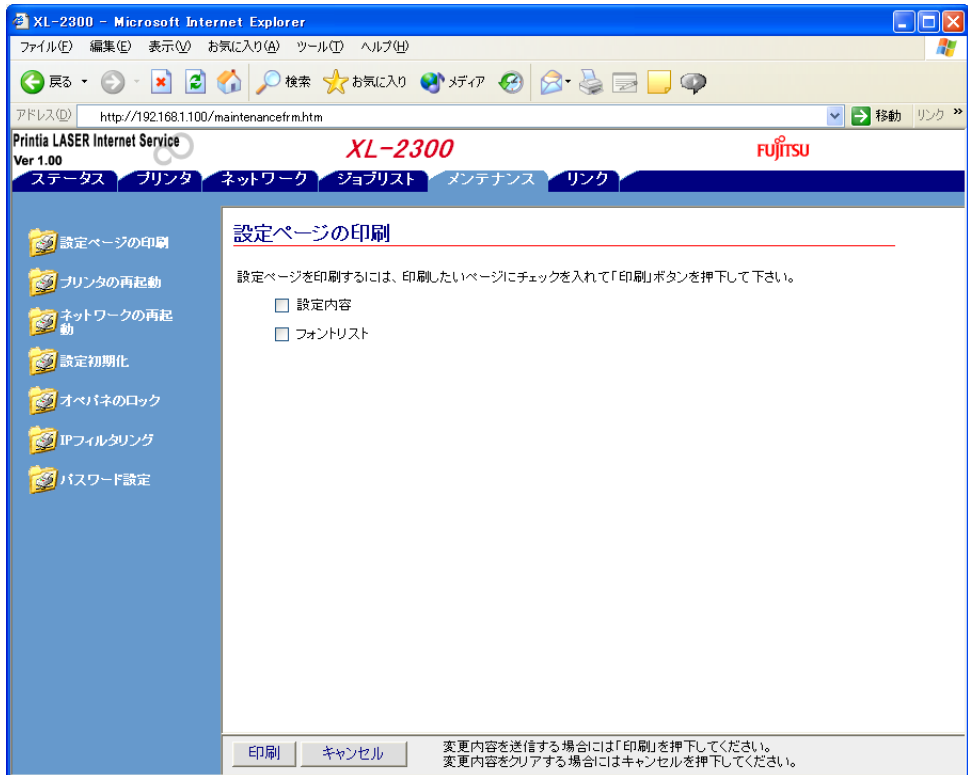 XL-2300 - Microsoft Internet Explorer
ファイル(F) 編集(E) 表示(V) お気に入り(A) ツール(T) ヘルプ(H)
戻る 検索 お気に入り メディア
アドレス(D) http://192.168.1.100/maintenancefrm.htm 移動 リンク »
Printia LASER Internet Service
Ver 1.00
XL-2300
FUJITSU
ステータス プリンタ ネットワーク ジョブリスト メンテナンス リンク
設定ページの印刷
プリンタの再起動
ネットワークの再起
動
設定初期化
オペパネのロック
IPフィルタリング
パスワード設定
設定ページの印刷
設定ページを印刷するには、印刷したいページにチェックを入れて「印刷」ボタンを押下して下さい。
設定内容
フォントリスト
印刷 キャンセル
変更内容を送信する場合には「印刷」を押下してください。
変更内容をクリアする場合にはキャンセルを押下してください。